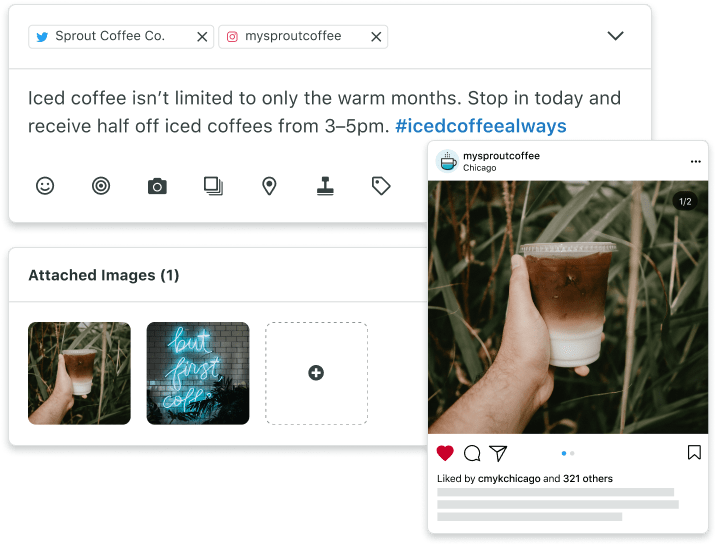 Sprout Coffee Co.
mysproutcoffee
Iced coffee isn’t limited to only the warm months. Stop in today and
receive half off iced coffees from 3–5pm. #icedcoffeealways
mysproutcoffee
Chicago
1/2
Attached Images (1)
but
first,
coffee
Liked by cmykchicago and 321 others